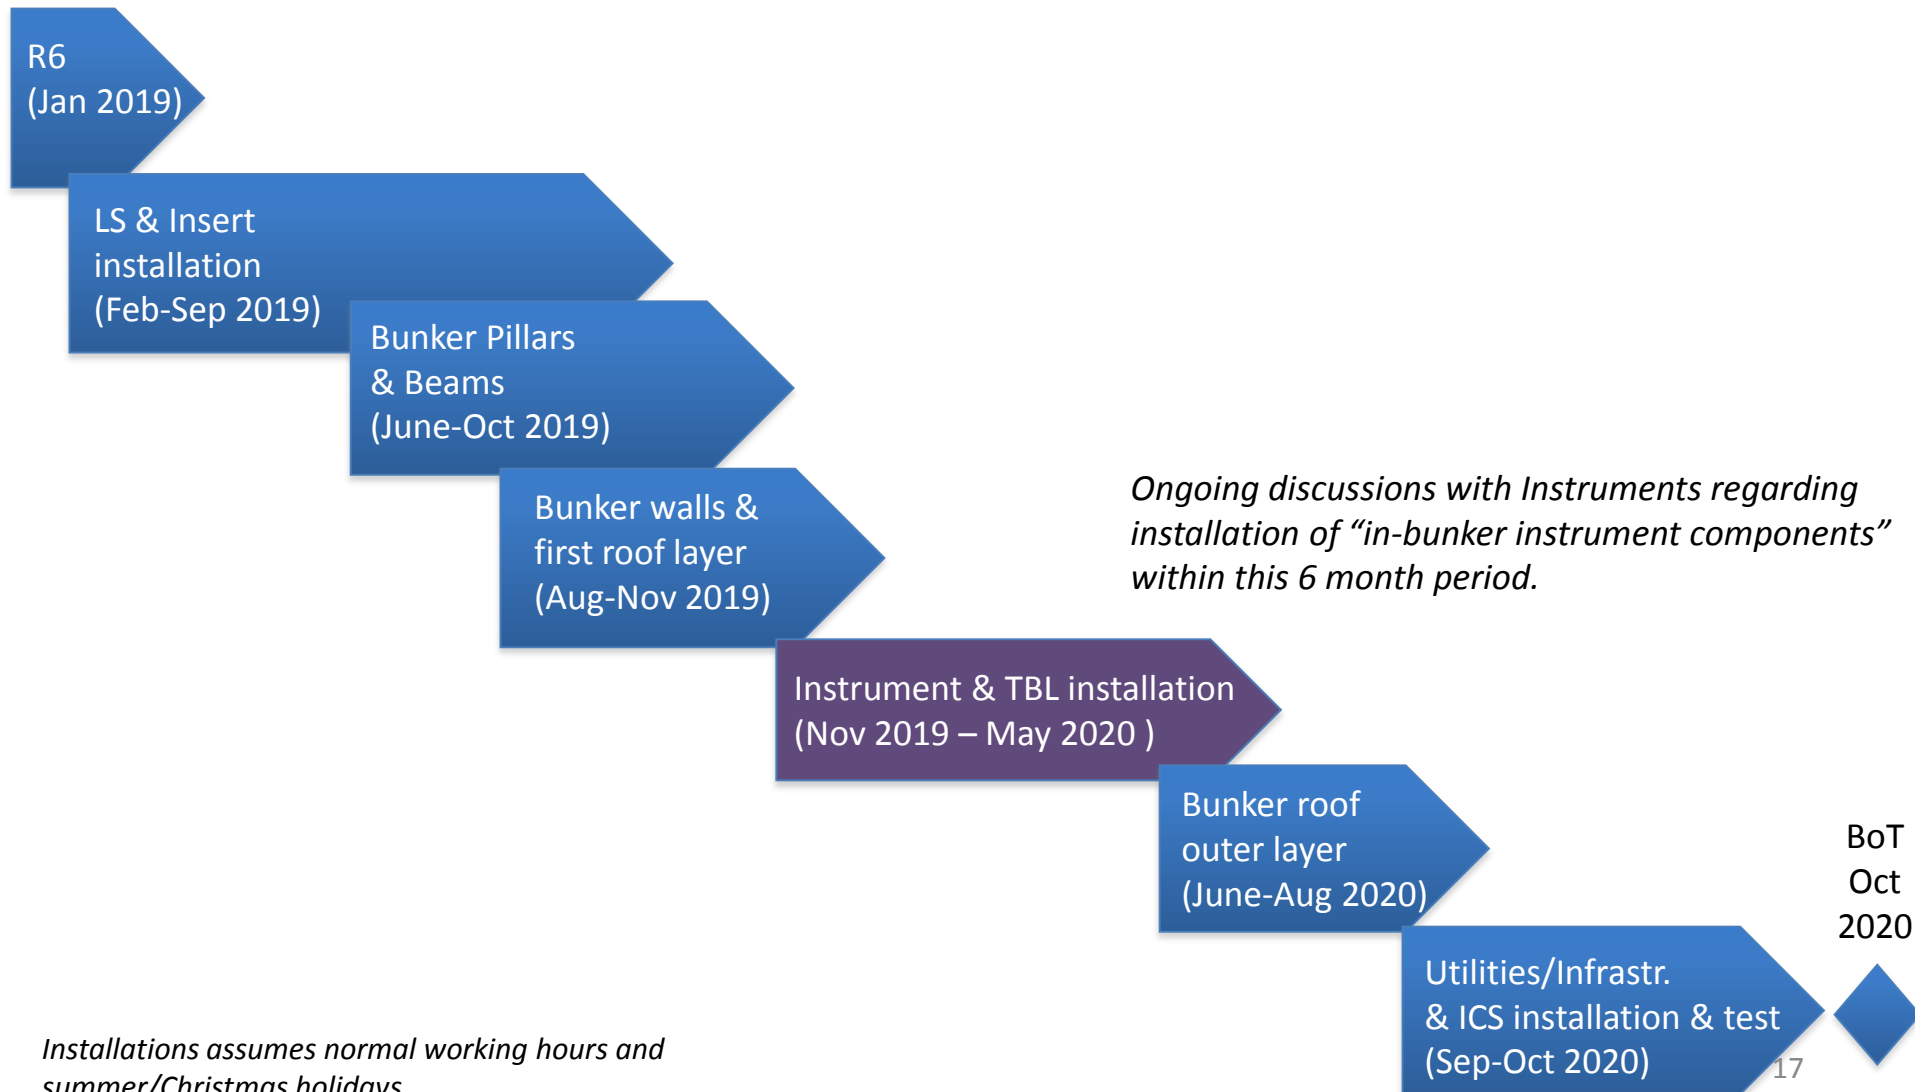 R6
(Jan 2019)
LS & Insert
installation
(Feb-Sep 2019)
Bunker Pillars
& Beams
(June-Oct 2019)
Bunker walls &
first roof layer
(Aug-Nov 2019)
Ongoing discussions with Instruments regarding
installation of “in-bunker instrument components”
within this 6 month period.
Instrument & TBL installation
(Nov 2019 – May 2020 )
Bunker roof
outer layer
(June-Aug 2020)
BoT
Oct
2020
Utilities/Infrastr.
& ICS installation & test
(Sep-Oct 2020)
Installations assumes normal working hours and
summer/Christmas holidays
17